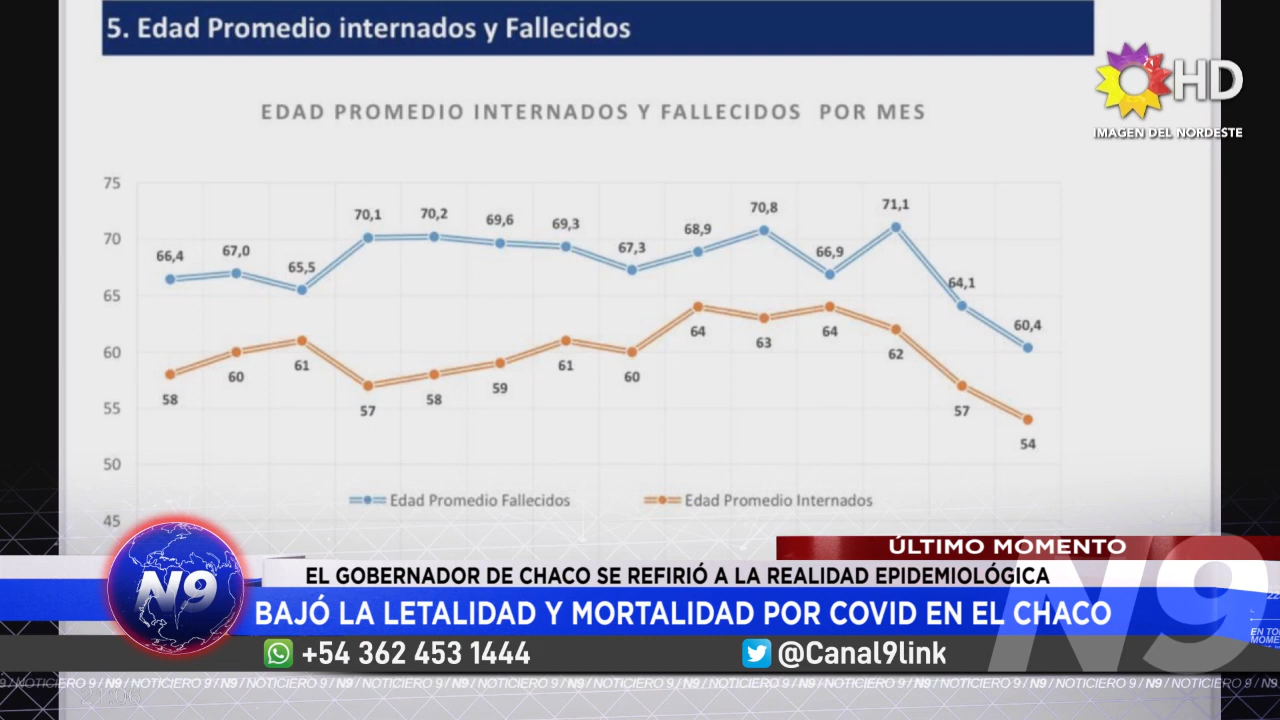 5. Edad Promedio internados y Fallecidos
HD
IMAGEN DEL NORDESTE
EDAD PROMEDIO INTERNADOS Y FALLECIDOS POR MES
75
70
65
60
55
50
45
66,4 67,0 65,5 70,1 70,2 69,6 69,3 67,3 68,9 70,8 66,9 71,1 64,1 60,4
58 60 61 57 58 59 61 60 64 63 64 62 57 54
Edad Promedio Fallecidos Edad Promedio Internados
ÚLTIMO MOMENTO
EL GOBERNADOR DE CHACO SE REFIRIÓ A LA REALIDAD EPIDEMIOLÓGICA
N9
BAJÓ LA LETALIDAD Y MORTALIDAD POR COVID EN EL CHACO
N9
+54 362 453 1444 @Canal9link
9 / NOTICIERO 9 / N9 / NOTICIERO 9 / N9 / NOTICIERO 9 / N9 / NOTICIERO 9 / N9 / NOTICIERO 9 / N9 / NOTICIERO 9 / N9 / NOTICIERO 9 / N9